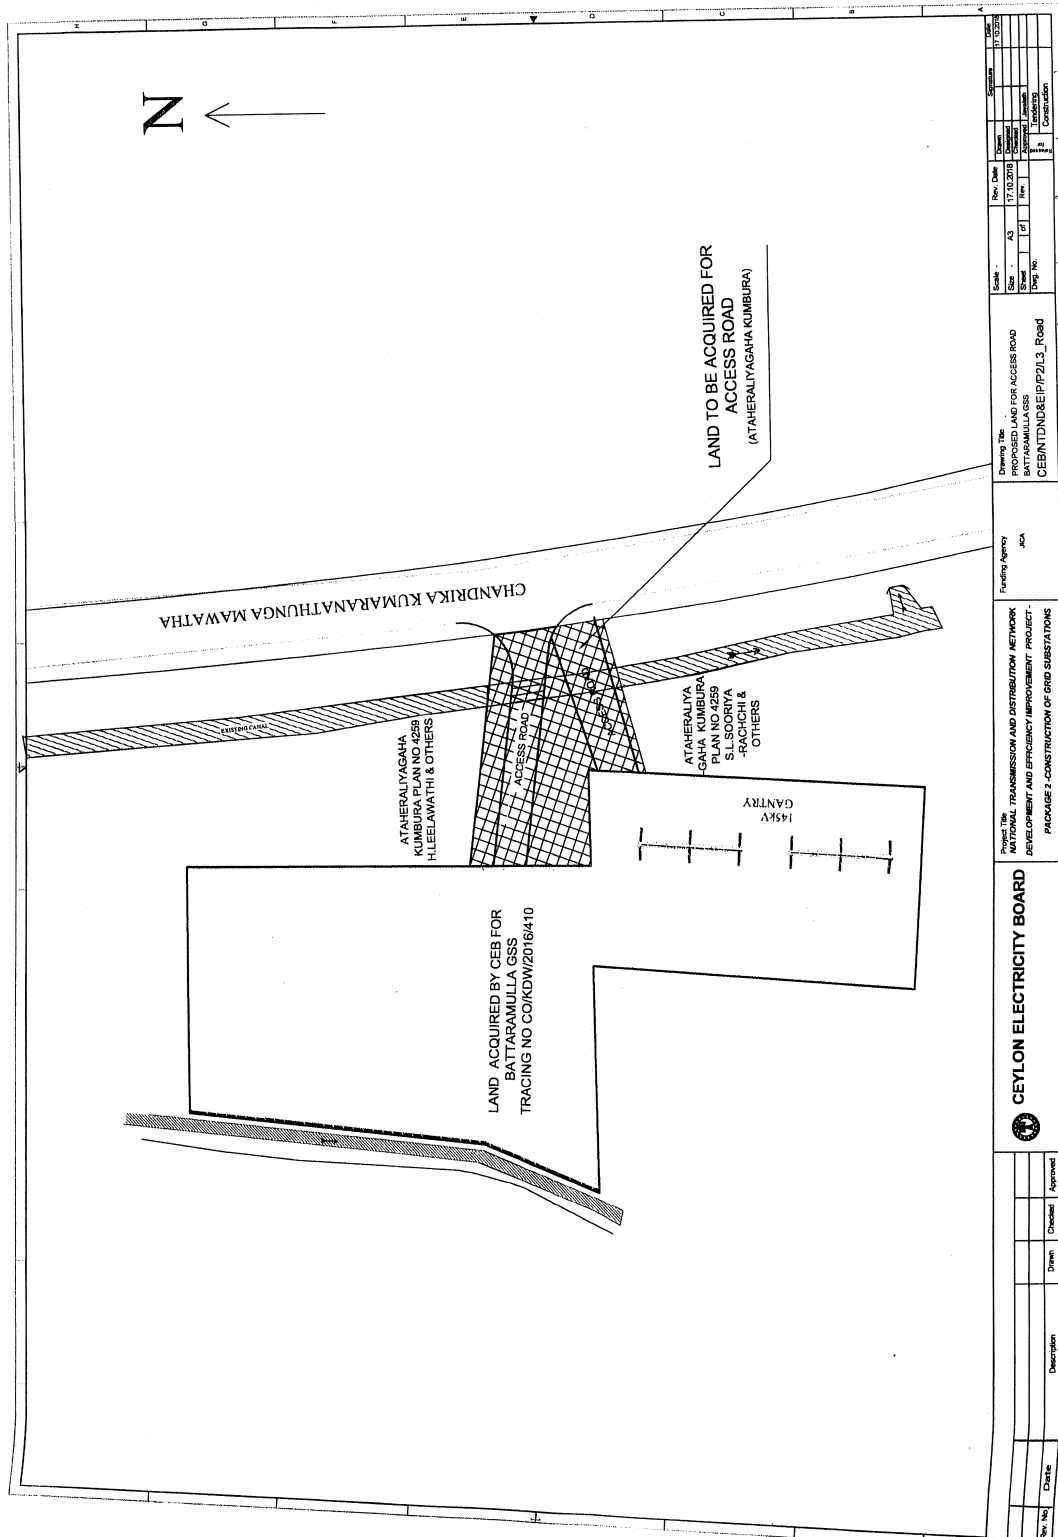 H
G
F
E
D
C
B
A
N
CHANDRIKA KUMARANATHUNGA MAWATHA
LAND TO BE ACQUIRED FOR
ACCESS ROAD
(ATAHERALIYAGAHA KUMBURA)
EXISTING CANAL
ATAHERALIYAGAHA
KUMBURA PLAN NO 4259
H.LEELAWATHI & OTHERS
ACCESS ROAD
ACCESS ROAD
ATAHERALIYA
-GAHA KUMBURA
PLAN NO 4259
S.L.SOORIYA
-RACHCHI &
OTHERS
145kV
GANTRY
LAND ACQUIRED BY CEB FOR
BATTARAMULLA GSS
TRACING NO CO/KDW/2016/410
Rev. No. Date Description Drawn Checked Approved
CEYLON ELECTRICITY BOARD
Project Title
NATIONAL TRANSMISSION AND DISTRIBUTION NETWORK
DEVELOPMENT AND EFFICIENCY IMPROVEMENT PROJECT -
PACKAGE 2 -CONSTRUCTION OF GRID SUBSTATIONS
Funding Agency
JICA
Drawing Title
PROPOSED LAND FOR ACCESS ROAD
BATTARAMULLA GSS
CEB/NTDND&EIP/P2/L3_Road
Scale - Rev. Date
Size - A3 17.10.2018
Sheet of Rev.
Dwg. No.
Signature Date
Drawn 17.10.2018
Designed
Checked
Approved Jayalath
Released for
Tendering
Construction